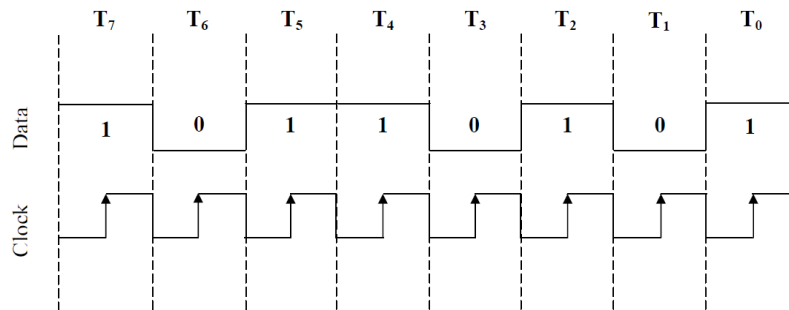 T₇ T₆ T₅ T₄ T₃ T₂ T₁ T₀
Data
1 0 1 1 0 1 0 1
Clock